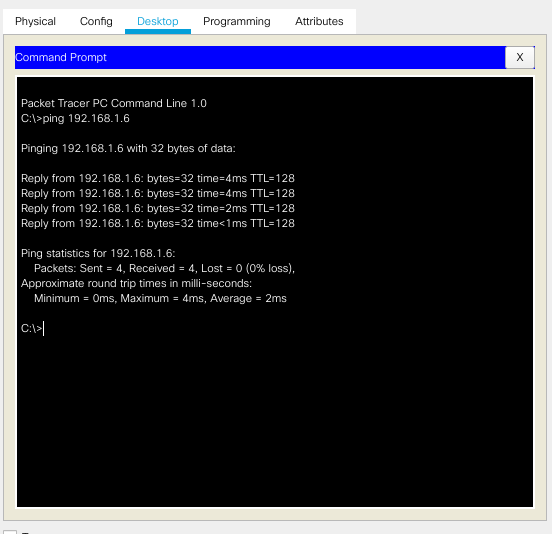 Physical Config Desktop Programming Attributes
Command Prompt X
Packet Tracer PC Command Line 1.0
C:\>ping 192.168.1.6
Pinging 192.168.1.6 with 32 bytes of data:
Reply from 192.168.1.6: bytes=32 time=4ms TTL=128
Reply from 192.168.1.6: bytes=32 time=4ms TTL=128
Reply from 192.168.1.6: bytes=32 time=2ms TTL=128
Reply from 192.168.1.6: bytes=32 time<1ms TTL=128
Ping statistics for 192.168.1.6:
Packets: Sent = 4, Received = 4, Lost = 0 (0% loss),
Approximate round trip times in milli-seconds:
Minimum = 0ms, Maximum = 4ms, Average = 2ms
C:\>